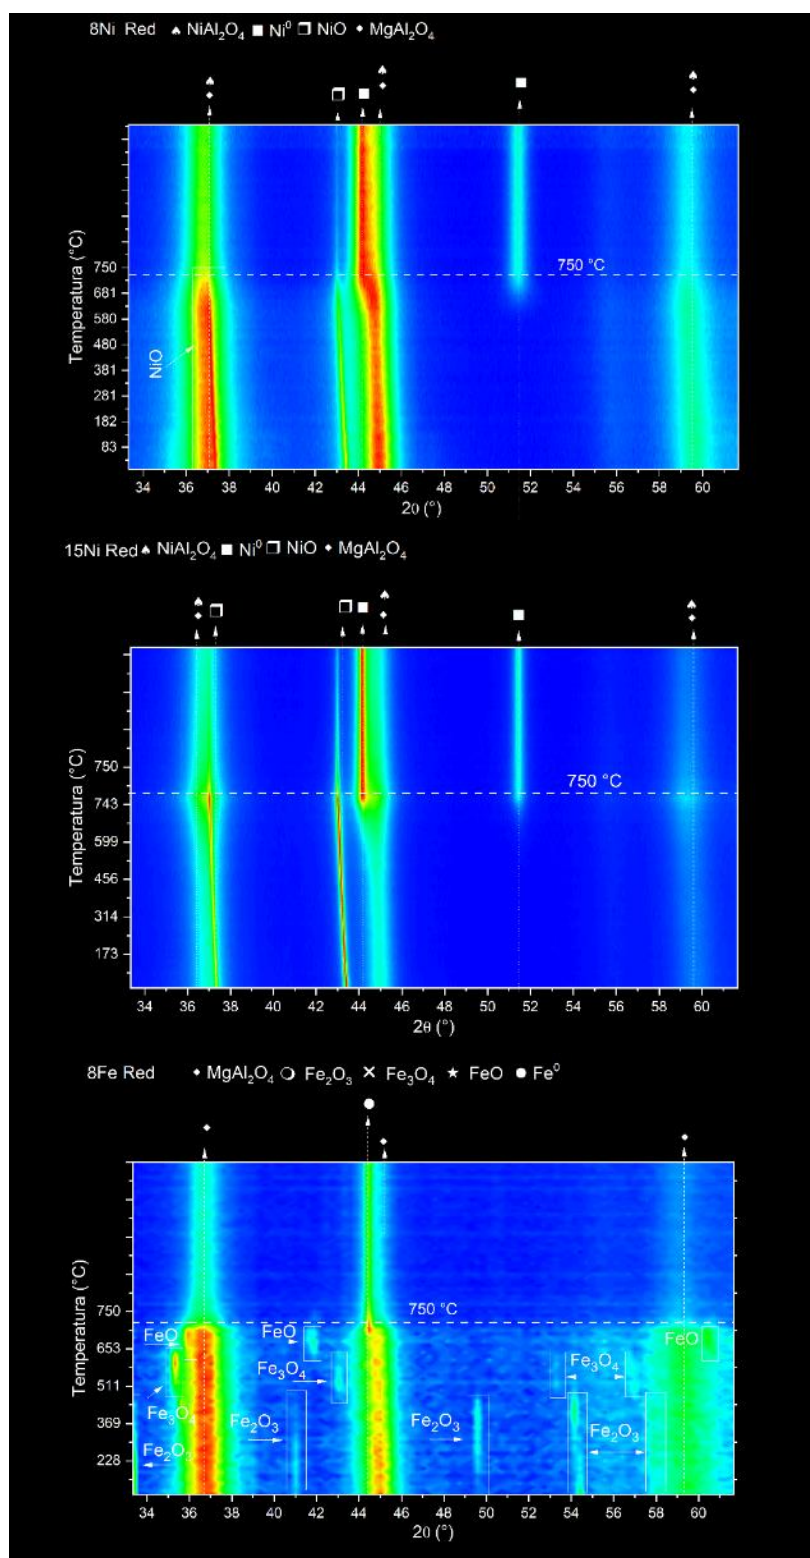 8Ni Red ♠ NiAl₂O₄ ■ Ni⁰ ❒ NiO ♦ MgAl₂O₄
Temperatura (°C)
750
681
580
480
381
281
182
83
750 °C
NiO
34 36 38 40 42 44 46 48 50 52 54 56 58 60
2θ (°)
15Ni Red ♠ NiAl₂O₄ ■ Ni⁰ ❒ NiO ♦ MgAl₂O₄
Temperatura (°C)
750
743
599
456
314
173
750 °C
34 36 38 40 42 44 46 48 50 52 54 56 58 60
2θ (°)
8Fe Red ♦ MgAl₂O₄ ❍ Fe₂O₃ ✕ Fe₃O₄ ★ FeO ● Fe⁰
Temperatura (°C)
750
653
511
369
228
750 °C
FeO
FeO
FeO
Fe₃O₄
Fe₃O₄
Fe₃O₄
Fe₂O₃
Fe₂O₃
Fe₂O₃
Fe₂O₃
34 36 38 40 42 44 46 48 50 52 54 56 58 60
2θ (°)